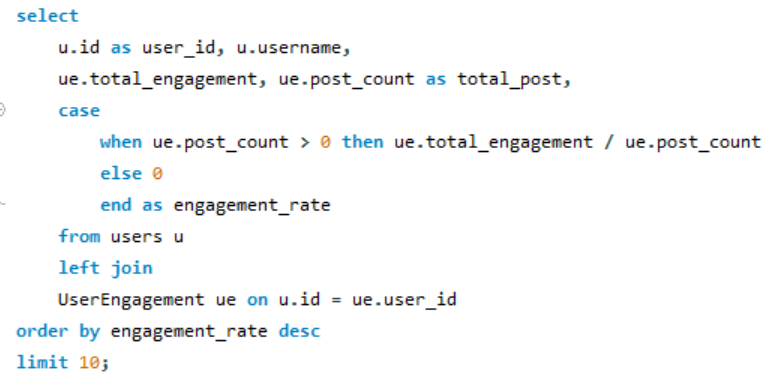 select
u.id as user_id, u.username,
ue.total_engagement, ue.post_count as total_post,
case
when ue.post_count > 0 then ue.total_engagement / ue.post_count
else 0
end as engagement_rate
from users u
left join
UserEngagement ue on u.id = ue.user_id
order by engagement_rate desc
limit 10;